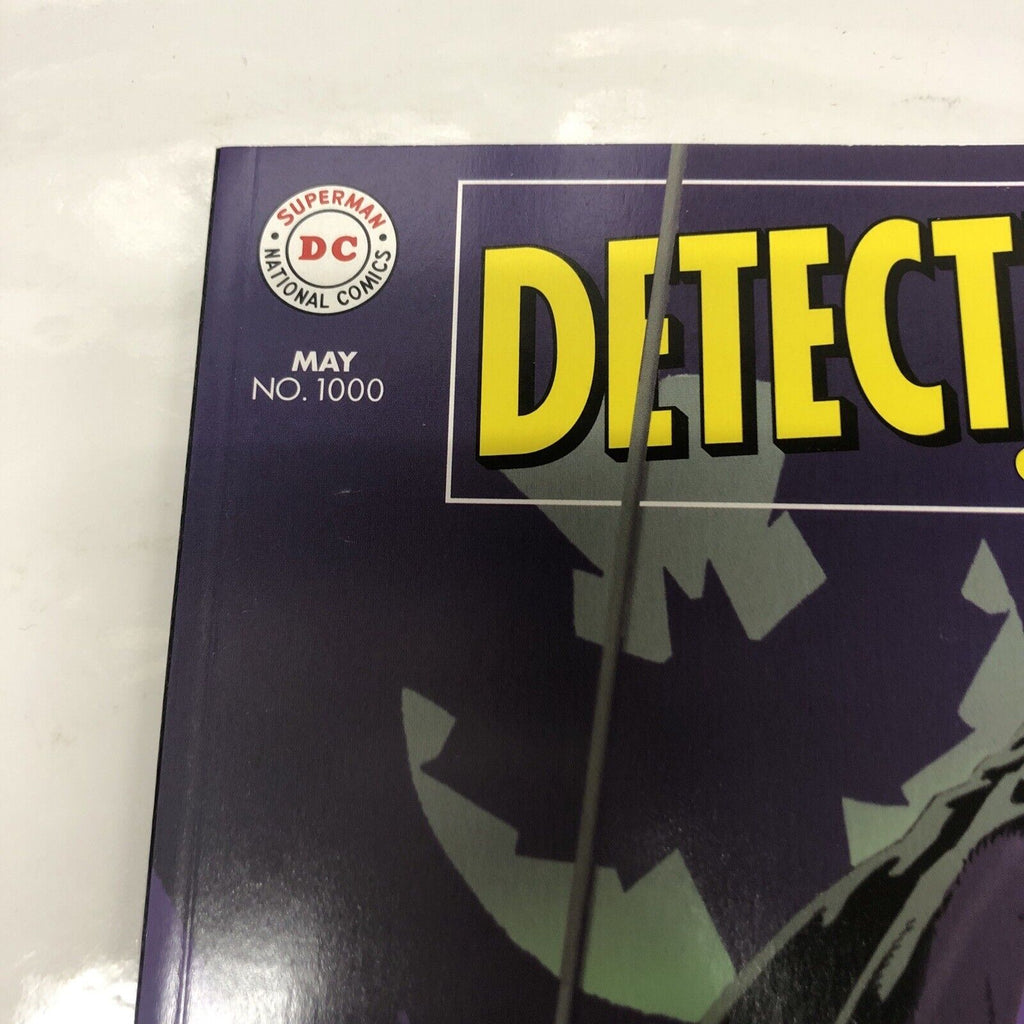 SUPERMAN
DC
NATIONAL COMICS
MAY
NO. 1000
DETECT